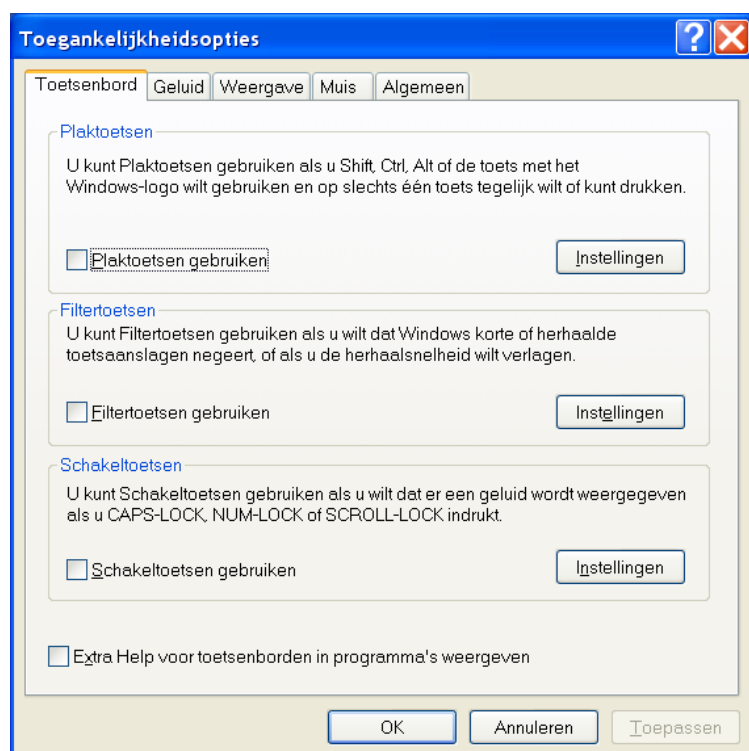 Toegankelijkheidsopties
Toetsenbord Geluid Weergave Muis Algemeen
Plaktoetsen
U kunt Plaktoetsen gebruiken als u Shift, Ctrl, Alt of de toets met het
Windows-logo wilt gebruiken en op slechts één toets tegelijk wilt of kunt drukken.
Plaktoetsen gebruiken Instellingen
Filtertoetsen
U kunt Filtertoetsen gebruiken als u wilt dat Windows korte of herhaalde
toetsaanslagen negeert, of als u de herhaalsnelheid wilt verlagen.
Filtertoetsen gebruiken Instellingen
Schakeltoetsen
U kunt Schakeltoetsen gebruiken als u wilt dat er een geluid wordt weergegeven
als u CAPS-LOCK, NUM-LOCK of SCROLL-LOCK indrukt.
Schakeltoetsen gebruiken Instellingen
Extra Help voor toetsenborden in programma's weergeven
OK Annuleren Toepassen